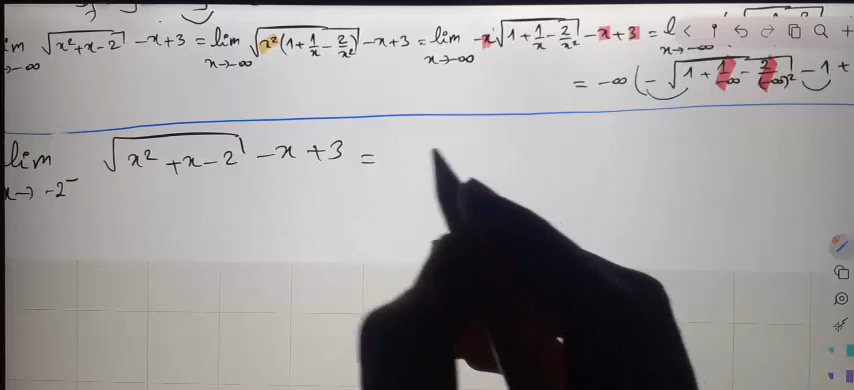 lim x→-∞ √(x²+x-2) -x+3 = lim x→-∞ √(x²(1+1/x-2/x²)) -x+3 = lim x→-∞ -x√(1+1/x-2/x²) -x+3 = l
x→-∞
= -∞ (-√(1+1/-∞-2/(-∞)²) -1+
lim x→-2⁻ √(x²+x-2) -x+3 =